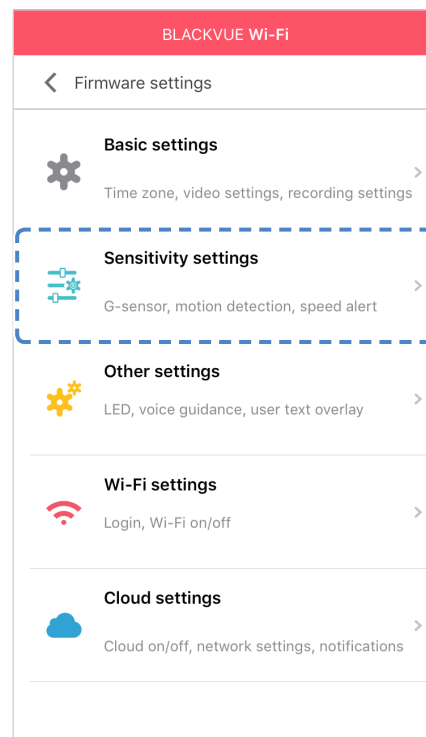 BLACKVUE Wi-Fi
Firmware settings
Basic settings
Time zone, video settings, recording settings
Sensitivity settings
G-sensor, motion detection, speed alert
Other settings
LED, voice guidance, user text overlay
Wi-Fi settings
Login, Wi-Fi on/off
Cloud settings
Cloud on/off, network settings, notifications